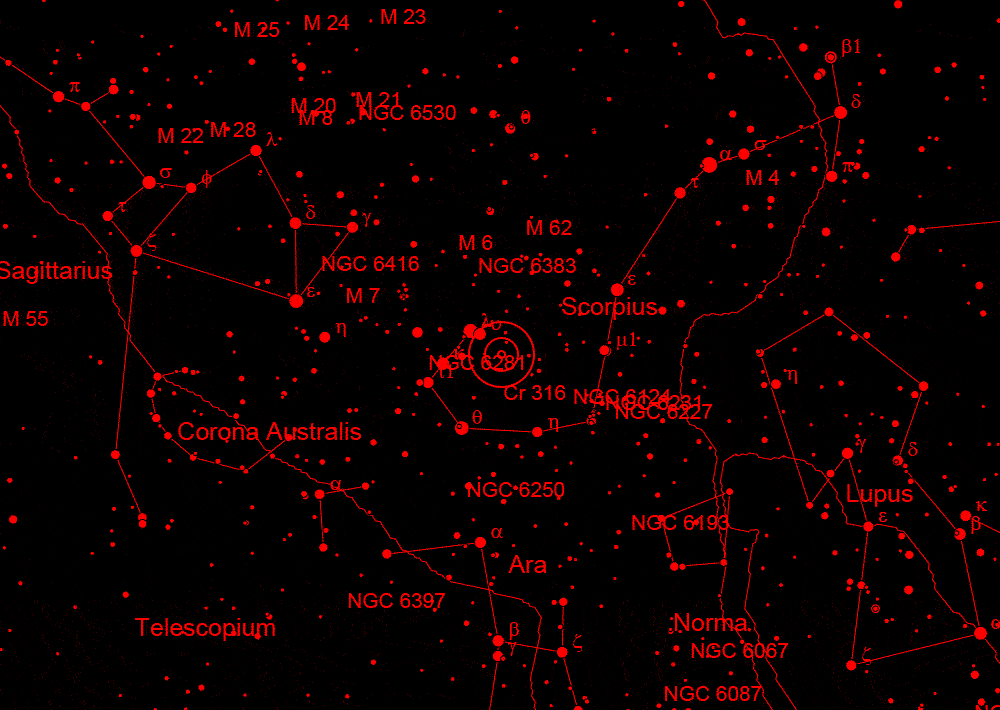 M 23
M 24
M 25
β1
π
M 21
M 20
NGC 6530
M 8
θ
δ
M 28
M 22
λ
σ
α
M 4
π
σ
φ
τ
τ
δ
γ
ζ
M 62
M 6
NGC 6416
NGC 6383
Sagittarius
ε
ε
M 7
Scorpius
M 55
η
λυ
μ1
NGC 6281
ι1
η
Cr 316
NGC 6124
NGC 6231
NGC 6227
θ
η
Corona Australis
γ
δ
α
NGC 6250
Lupus
κ
ε
β
NGC 6193
α
Ara
NGC 6397
Telescopium
β
Norma
γ
ζ
NGC 6067
ζ
α
NGC 6087